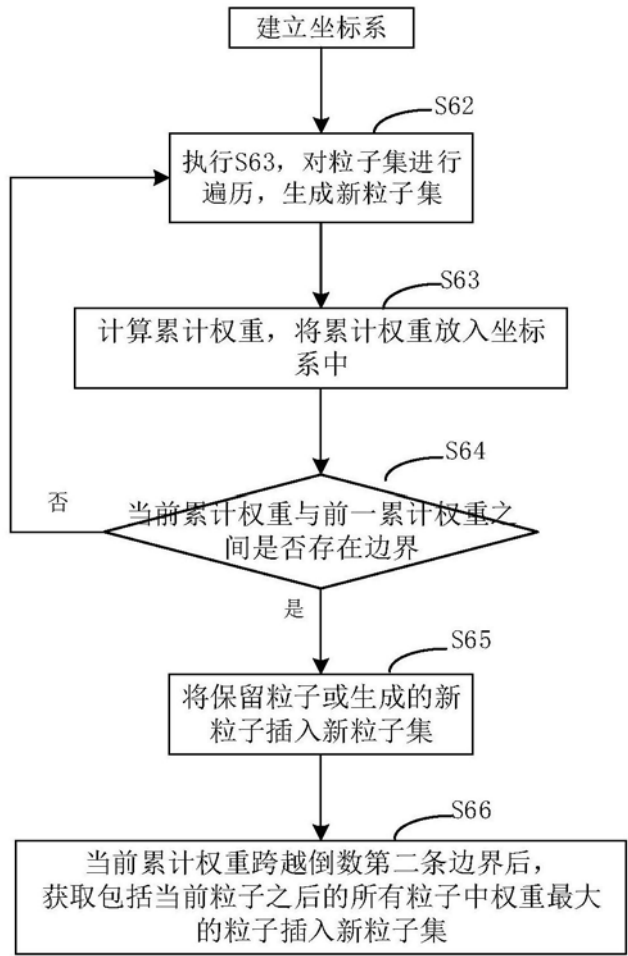 建立坐标系
S62
执行S63，对粒子集进行
遍历，生成新粒子集
S63
计算累计权重，将累计权重放入坐标
系中
S64
否
当前累计权重与前一累计权重之
间是否存在边界
是
S65
将保留粒子或生成的新
粒子插入新粒子集
S66
当前累计权重跨越倒数第二条边界后，
获取包括当前粒子之后的所有粒子中权重最大
的粒子插入新粒子集